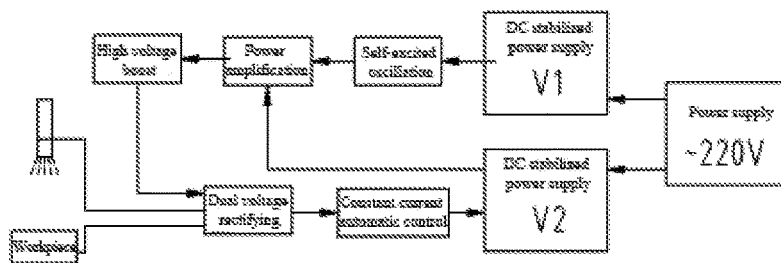 High voltage
boost
Power
amplification
Self-excited
oscillation
DC stabilized
power supply
V1
Power supply
~220V
DC stabilized
power supply
V2
Dual voltage
rectifying
Constant current
automatic control
Workpiece